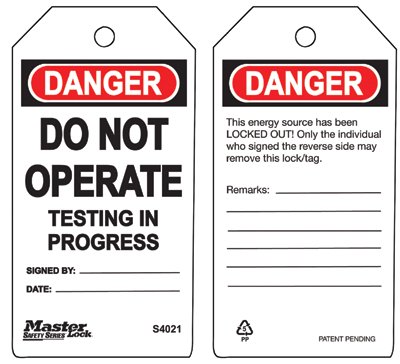 DANGER
DO NOT
OPERATE
TESTING IN
PROGRESS
SIGNED BY:
DATE:
Master Lock
SAFETY SERIES
S4021
DANGER
This energy source has been
LOCKED OUT! Only the individual
who signed the reverse side may
remove this lock/tag.
Remarks:
5
PP
PATENT PENDING